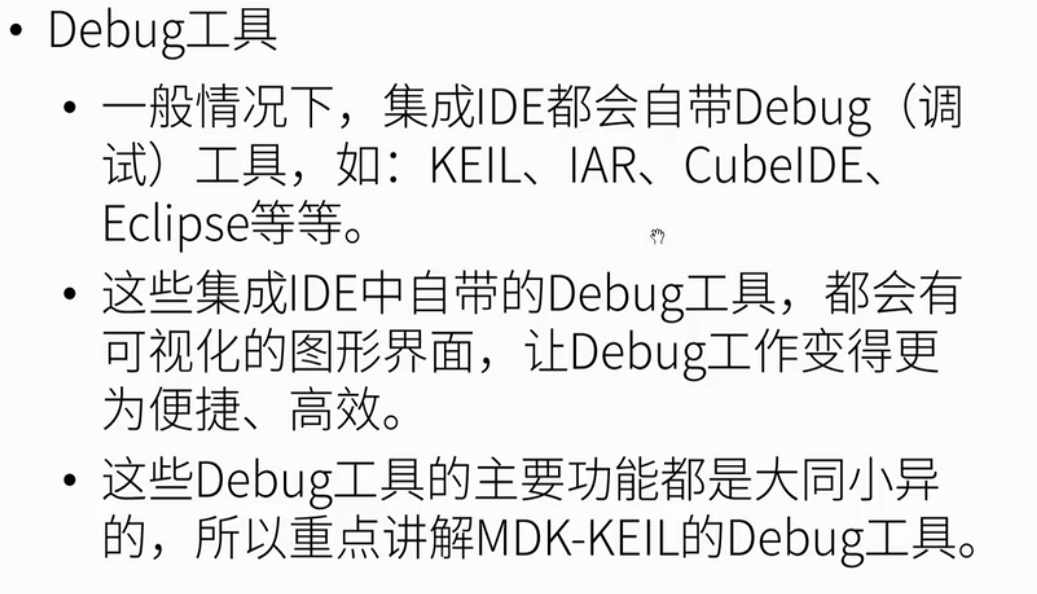 • Debug工具
• 一般情况下，集成IDE都会自带Debug（调
试）工具，如：KEIL、IAR、CubeIDE、
Eclipse等等。
• 这些集成IDE中自带的Debug工具，都会有
可视化的图形界面，让Debug工作变得更
为便捷、高效。
• 这些Debug工具的主要功能都是大同小异
的，所以重点讲解MDK-KEIL的Debug工具。